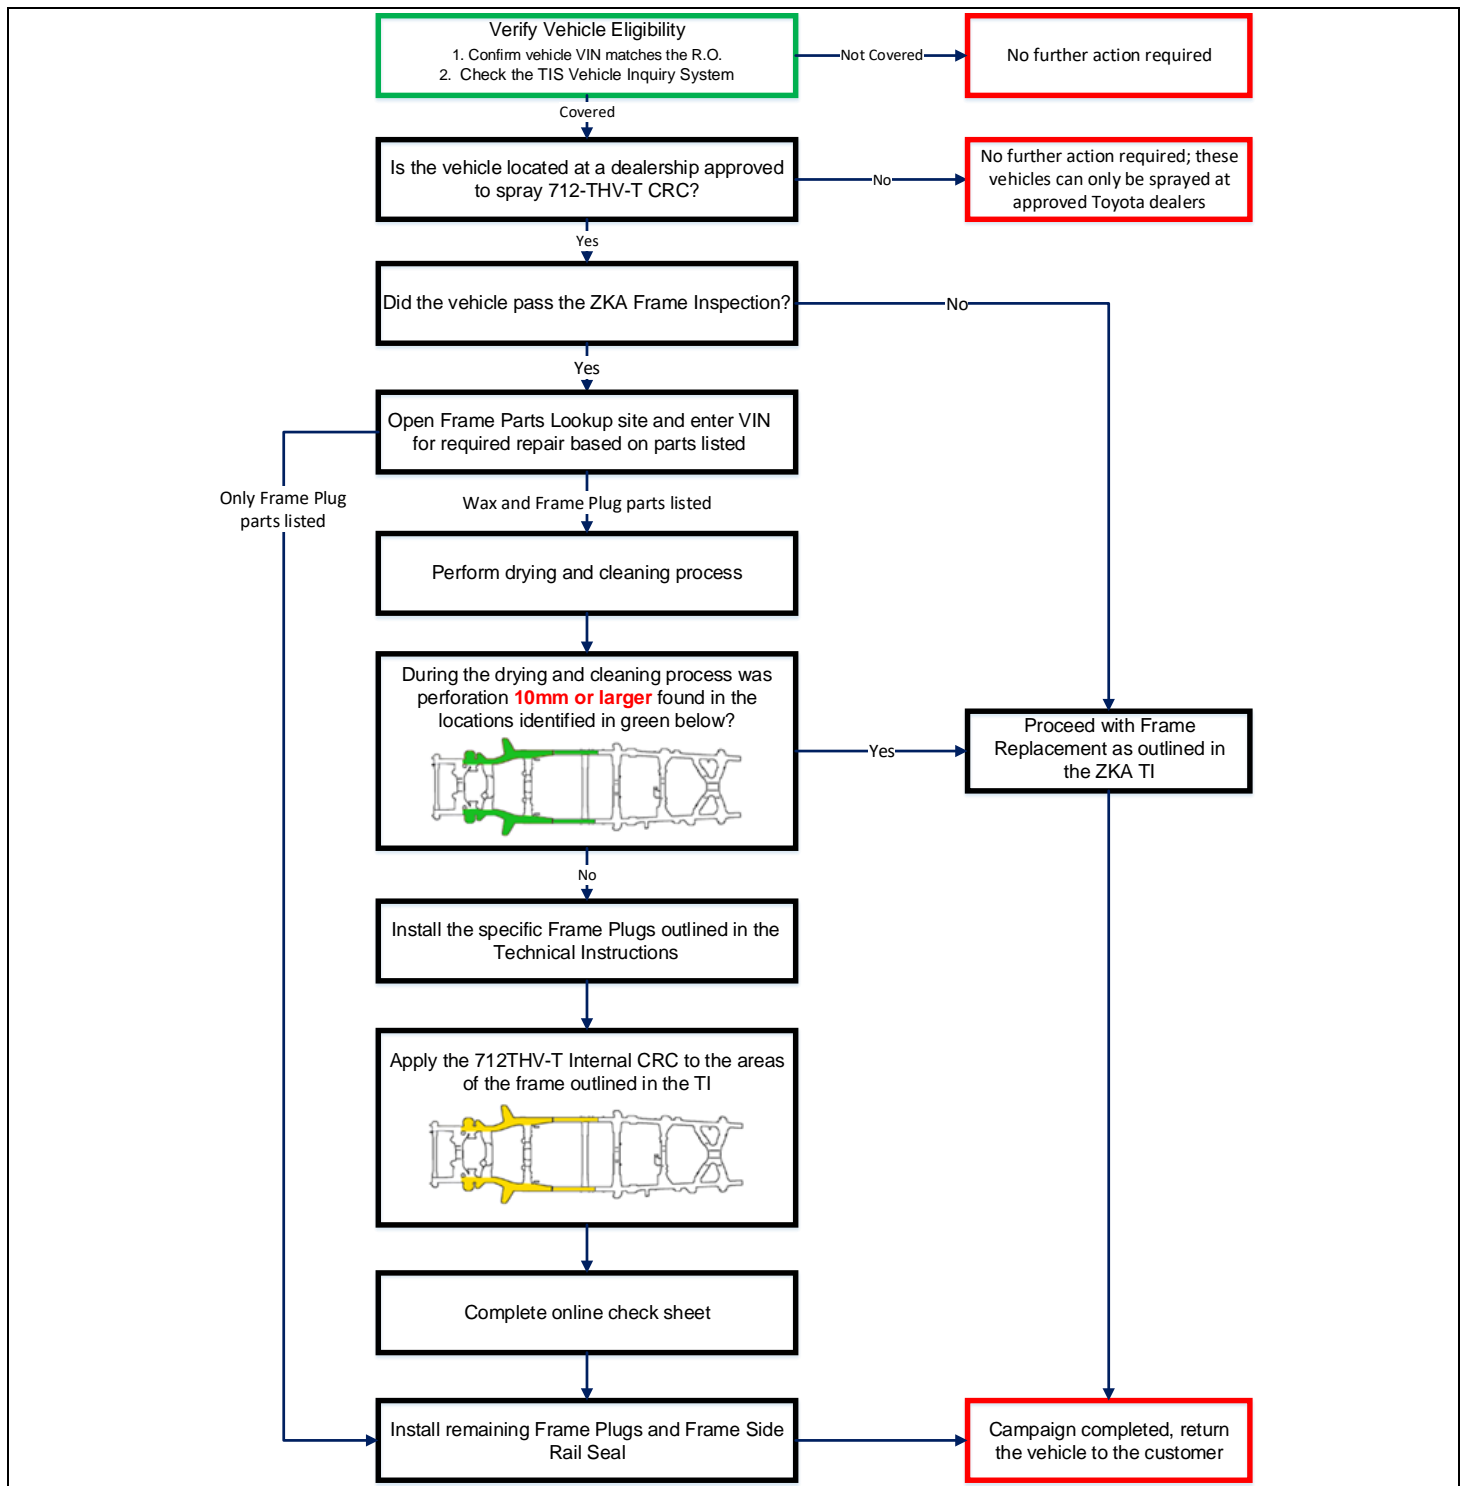 Verify Vehicle Eligibility
1. Confirm vehicle VIN matches the R.O.
2. Check the TIS Vehicle Inquiry System
Not Covered
No further action required
Covered
Is the vehicle located at a dealership approved
to spray 712-THV-T CRC?
No
No further action required; these
vehicles can only be sprayed at
approved Toyota dealers
Yes
Did the vehicle pass the ZKA Frame Inspection?
No
Yes
Open Frame Parts Lookup site and enter VIN
for required repair based on parts listed
Only Frame Plug
parts listed
Wax and Frame Plug parts listed
Perform drying and cleaning process
During the drying and cleaning process was
perforation 10mm or larger found in the
locations identified in green below?
Yes
Proceed with Frame
Replacement as outlined in
the ZKA TI
No
Install the specific Frame Plugs outlined in the
Technical Instructions
Apply the 712THV-T Internal CRC to the areas
of the frame outlined in the TI
Complete online check sheet
Install remaining Frame Plugs and Frame Side
Rail Seal
Campaign completed, return
the vehicle to the customer